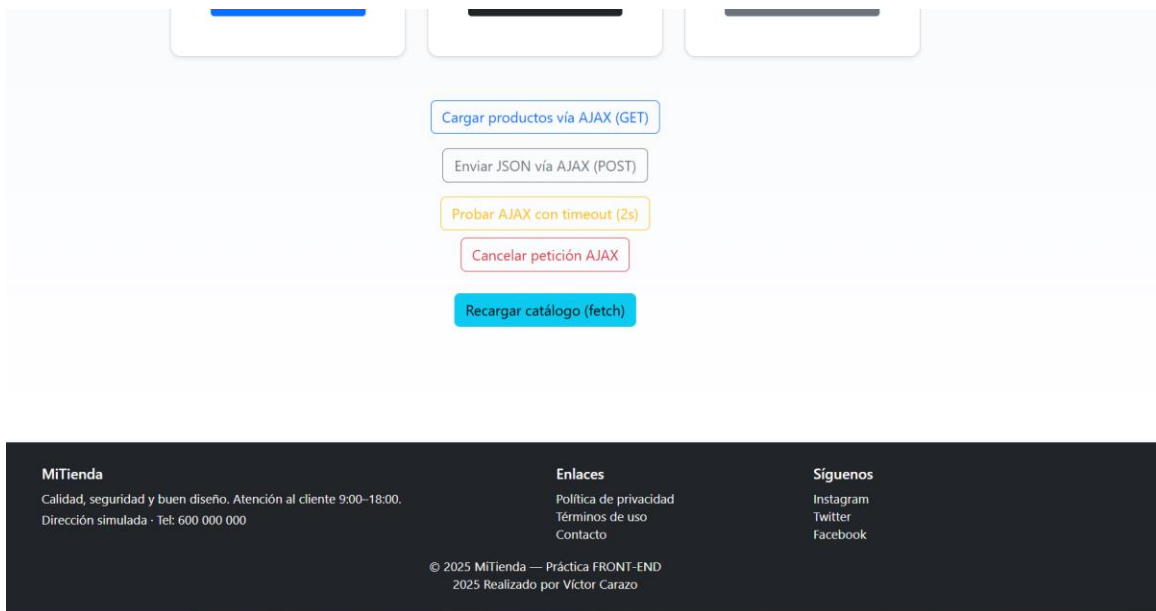 Cargar productos vía AJAX (GET)
Enviar JSON vía AJAX (POST)
Probar AJAX con timeout (2s)
Cancelar petición AJAX
Recargar catálogo (fetch)
MiTienda
Calidad, seguridad y buen diseño. Atención al cliente 9:00–18:00.
Dirección simulada · Tel: 600 000 000
Enlaces
Política de privacidad
Términos de uso
Contacto
Síguenos
Instagram
Twitter
Facebook
© 2025 MiTienda — Práctica FRONT-END
2025 Realizado por Víctor Carazo